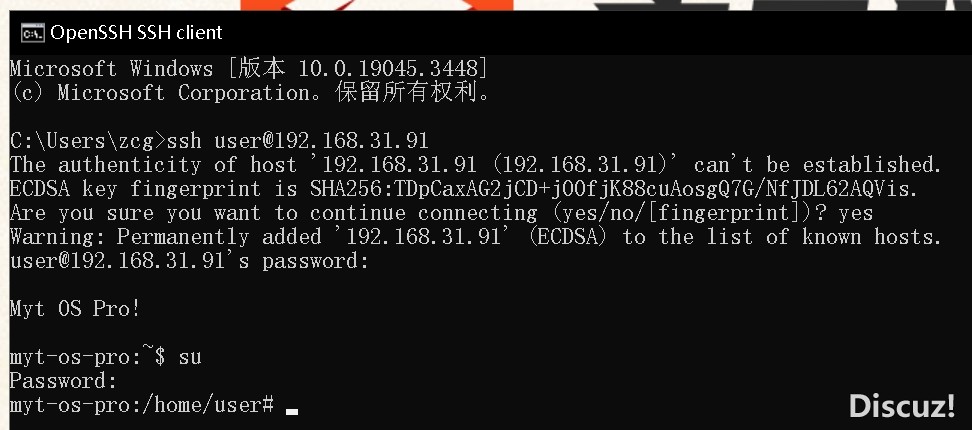 OpenSSH SSH client
Microsoft Windows [版本 10.0.19045.3448]
(c) Microsoft Corporation。保留所有权利。
C:\Users\zcg>ssh user@192.168.31.91
The authenticity of host '192.168.31.91 (192.168.31.91)' can't be established.
ECDSA key fingerprint is SHA256:TDpCaxAG2jCD+jO0fjK88cuAosgQ7G/NfJDL62AQVis.
Are you sure you want to continue connecting (yes/no/[fingerprint])? yes
Warning: Permanently added '192.168.31.91' (ECDSA) to the list of known hosts.
user@192.168.31.91's password:
Myt OS Pro!
myt-os-pro:~$ su
Password:
myt-os-pro:/home/user#
Discuz!